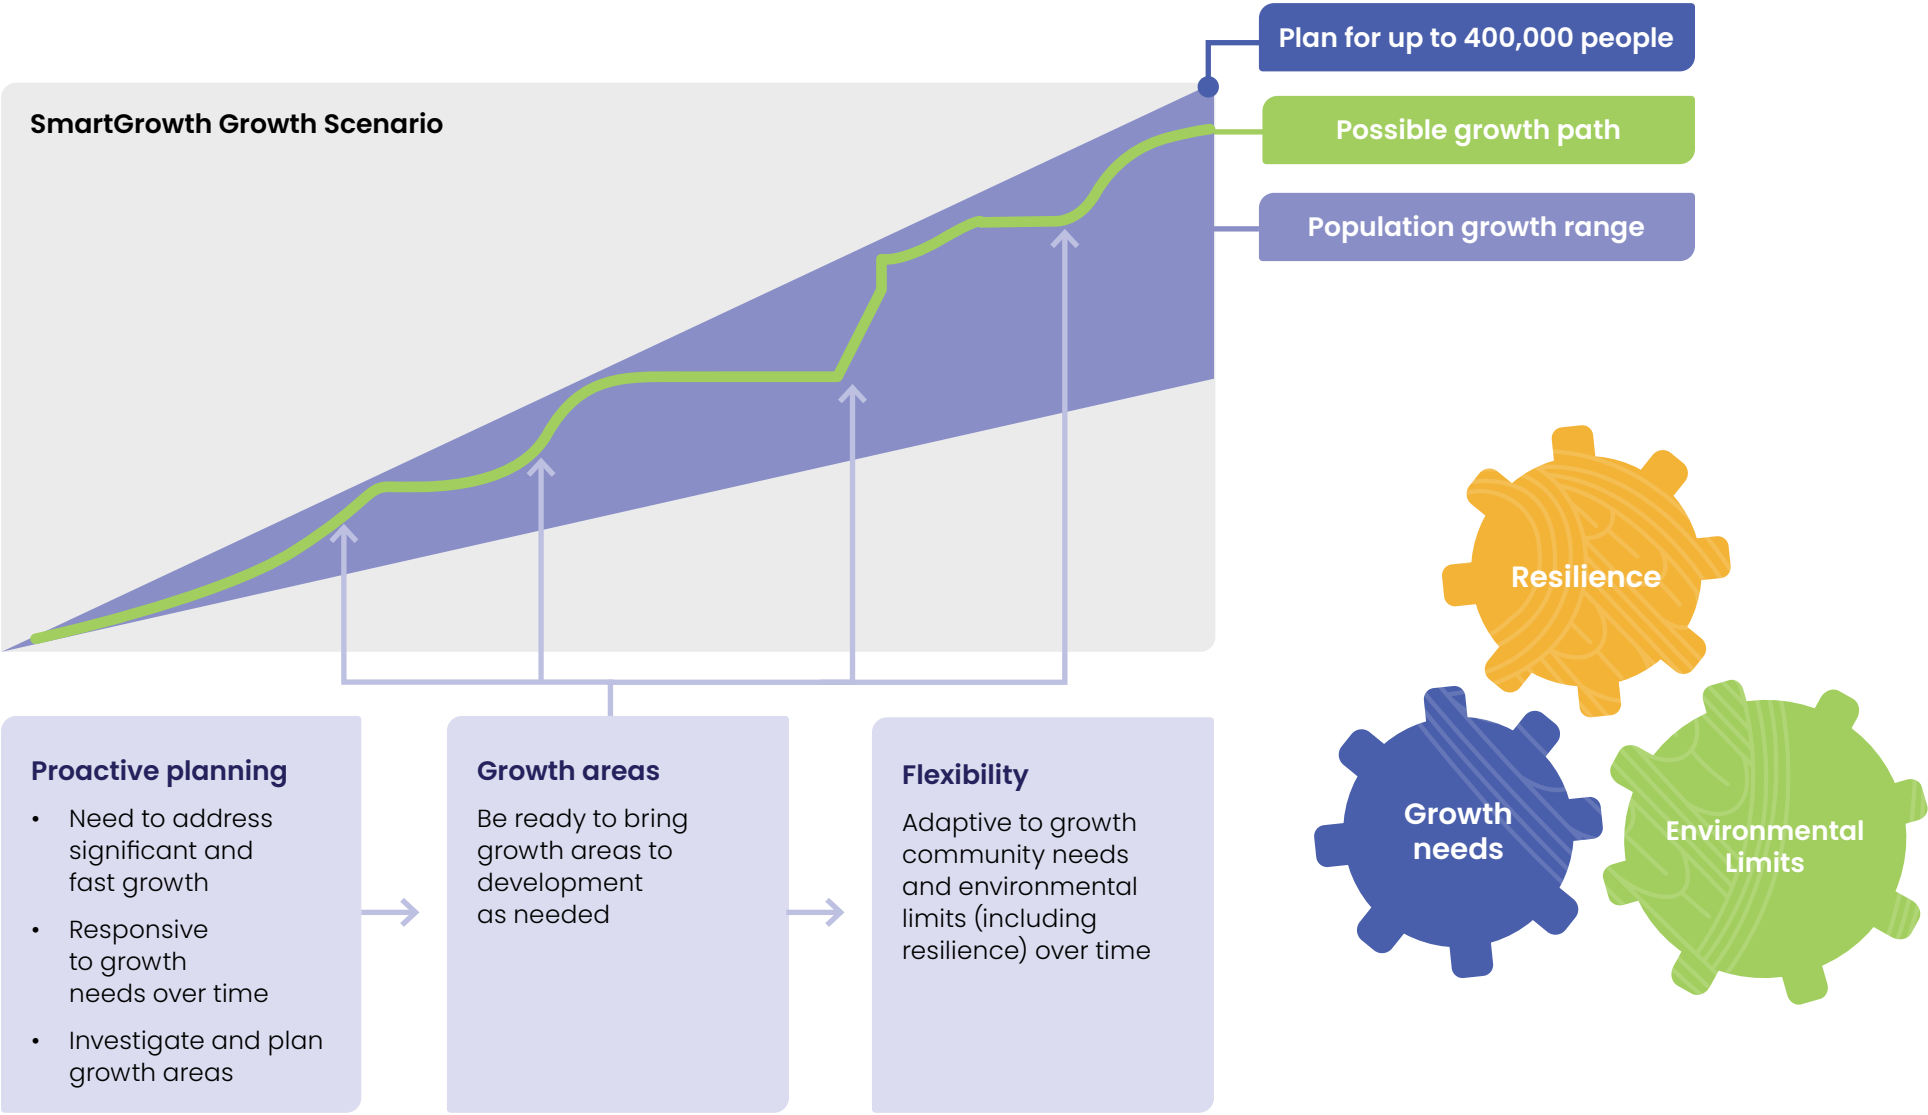 Plan for up to 400,000 people
SmartGrowth Growth Scenario
Possible growth path
Population growth range
Resilience
Growth
needs
Environmental
Limits
Proactive planning
• Need to address
significant and
fast growth
• Responsive
to growth
needs over time
• Investigate and plan
growth areas
Growth areas
Be ready to bring
growth areas to
development
as needed
Flexibility
Adaptive to growth
community needs
and environmental
limits (including
resilience) over time